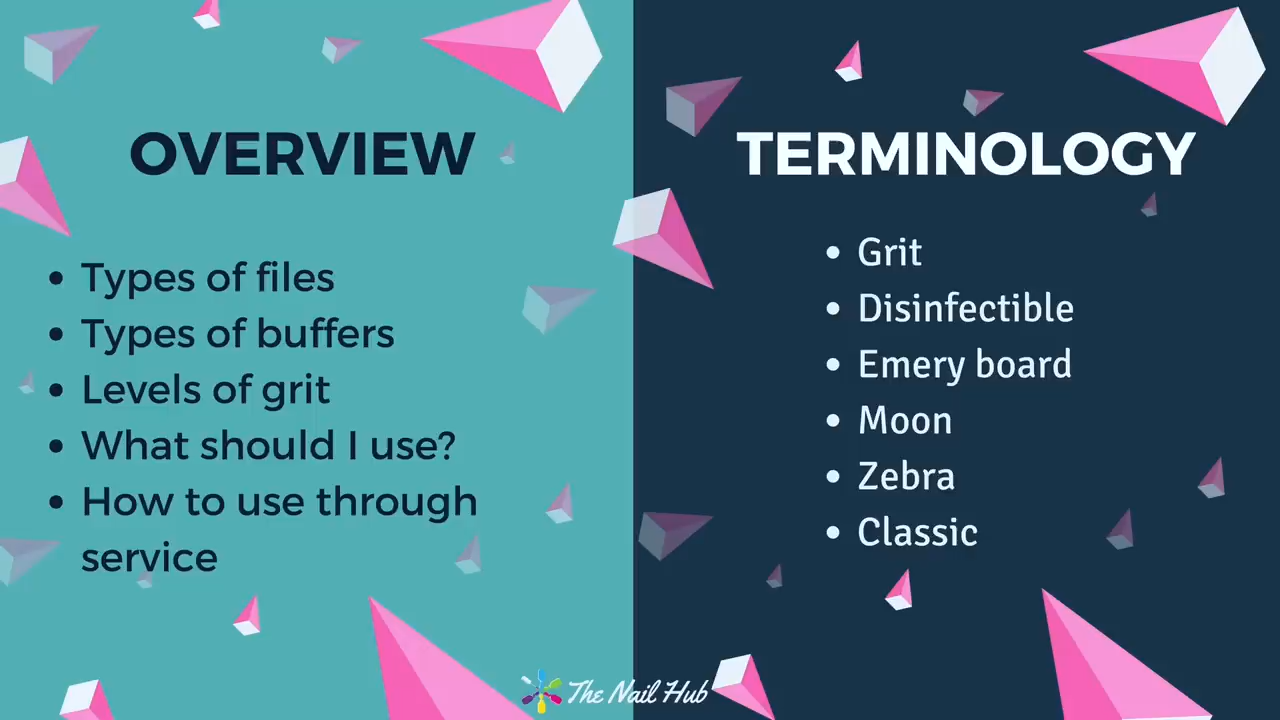 OVERVIEW
• Types of files
• Types of buffers
• Levels of grit
• What should I use?
• How to use through
service
TERMINOLOGY
• Grit
• Disinfectible
• Emery board
• Moon
• Zebra
• Classic
The Nail Hub